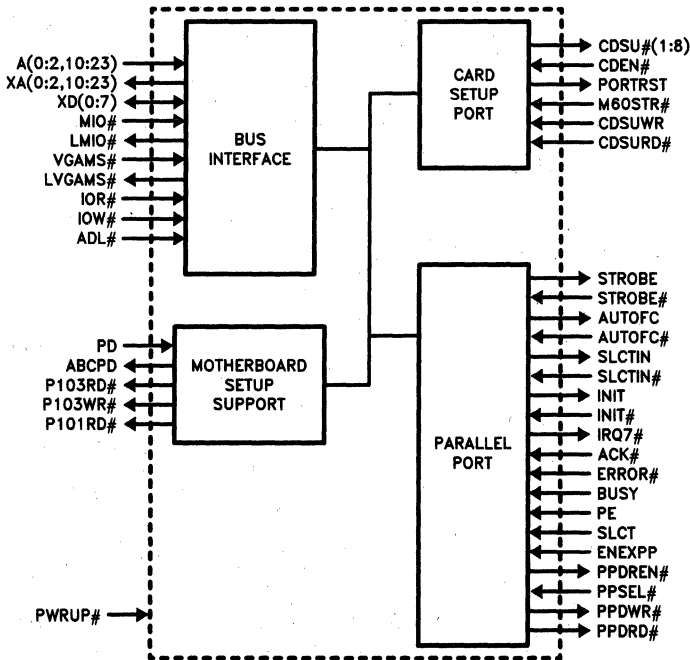 A(0:2,10:23)
XA(0:2,10:23)
XD(0:7)
MIO#
LMIO#
VGAMS#
LVGAMS#
IOR#
IOW#
ADL#
BUS
INTERFACE
CARD
SETUP
PORT
CDSU#(1:8)
CDEN#
PORTRST
M60STR#
CDSUWR
CDSURD#
PD
ABCPD
P103RD#
P103WR#
P101RD#
MOTHERBOARD
SETUP
SUPPORT
PARALLEL
PORT
STROBE
STROBE#
AUTOFC
AUTOFC#
SLCTIN
SLCTIN#
INIT
INIT#
IRQ7#
ACK#
ERROR#
BUSY
PE
SLCT
ENEXPP
PPDREN#
PPSEL#
PPDWR#
PPDRD#
PWRUP#